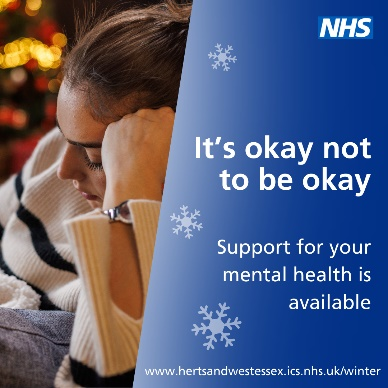 NHS
It's okay not
to be okay
Support for your
mental health is
available
www.hertsandwestessex.ics.nhs.uk/winter